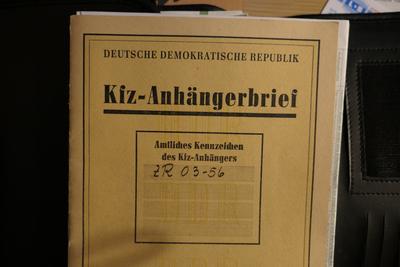 DEUTSCHE DEMOKRATISCHE REPUBLIK
Kfz-Anhängerbrief
Amtliches Kennzeichen
des Kfz-Anhängers
ZR 03-56